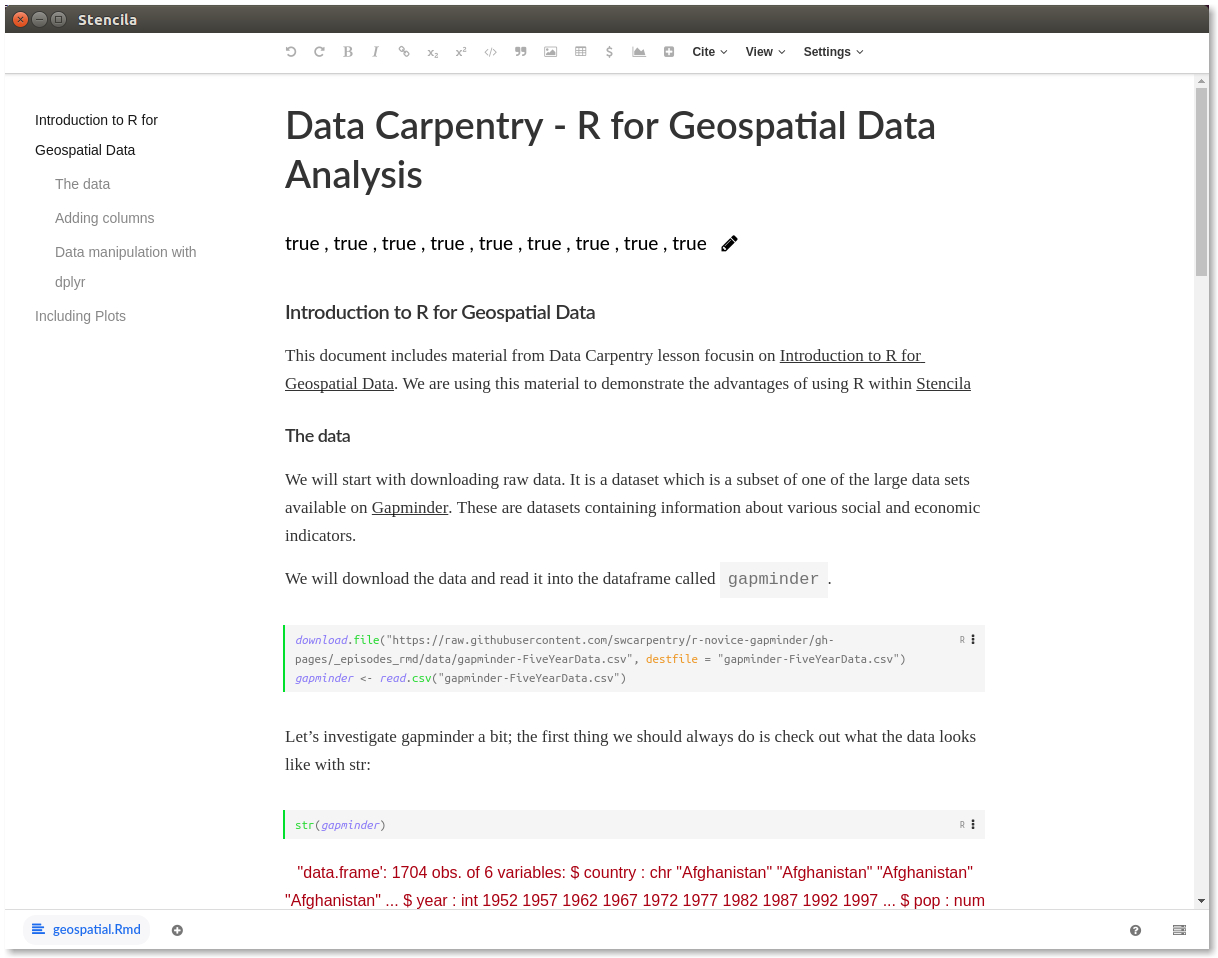 Stencila
B I x₂ x² </> $ Cite View Settings
Introduction to R for
Geospatial Data
The data
Adding columns
Data manipulation with
dplyr
Including Plots
Data Carpentry - R for Geospatial Data
Analysis
true , true , true , true , true , true , true , true , true
Introduction to R for Geospatial Data
This document includes material from Data Carpentry lesson focusin on Introduction to R for
Geospatial Data. We are using this material to demonstrate the advantages of using R within Stencila
The data
We will start with downloading raw data. It is a dataset which is a subset of one of the large data sets
available on Gapminder. These are datasets containing information about various social and economic
indicators.
We will download the data and read it into the dataframe called gapminder .
download.file("https://raw.githubusercontent.com/swcarpentry/r-novice-gapminder/gh-
R
pages/_episodes_rmd/data/gapminder-FiveYearData.csv", destfile = "gapminder-FiveYearData.csv")
gapminder <- read.csv("gapminder-FiveYearData.csv")
Let’s investigate gapminder a bit; the first thing we should always do is check out what the data looks
like with str:
str(gapminder)
R
"data.frame': 1704 obs. of 6 variables: $ country : chr "Afghanistan" "Afghanistan" "Afghanistan"
"Afghanistan" ... $ year : int 1952 1957 1962 1967 1972 1977 1982 1987 1992 1997 ... $ pop : num
geospatial.Rmd